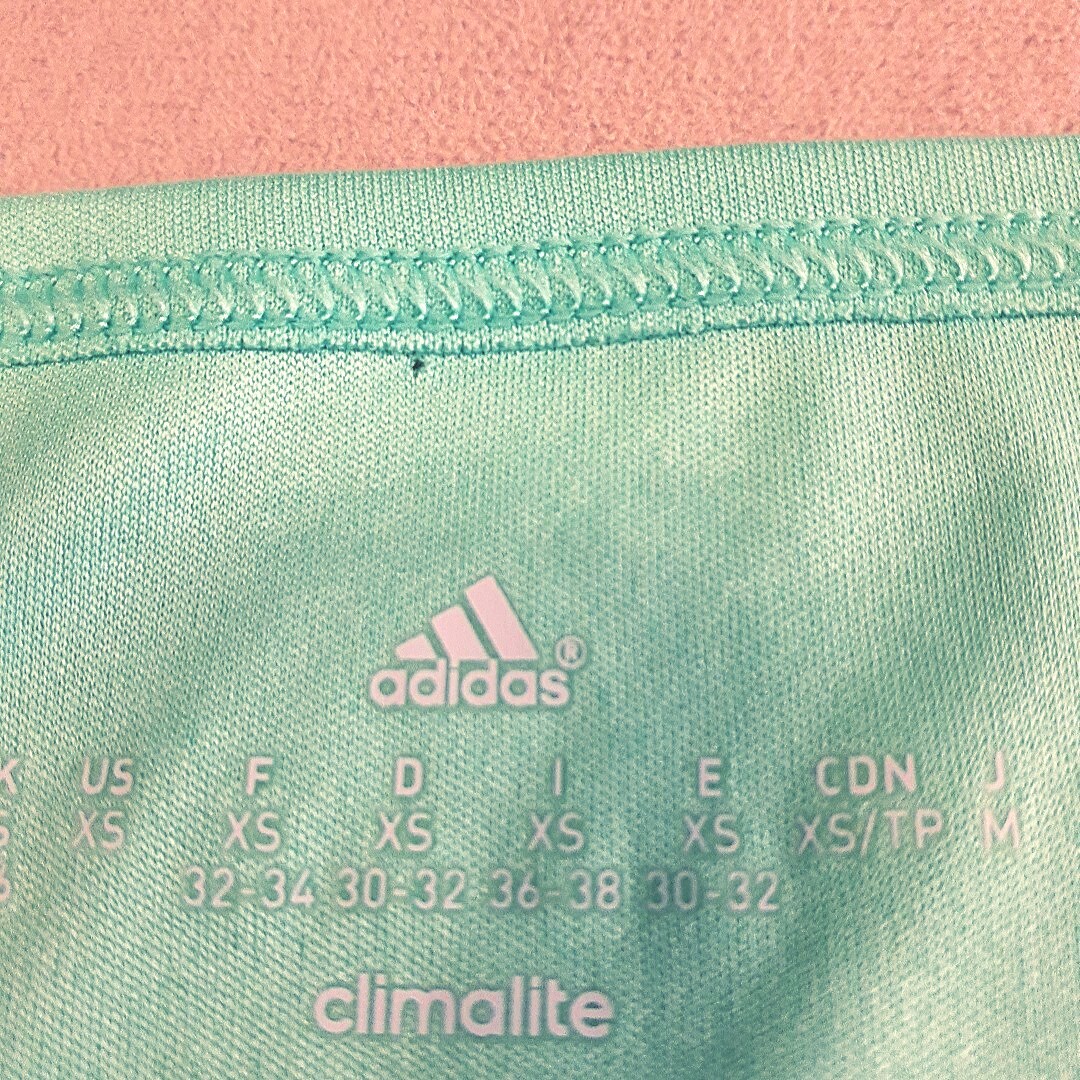 adidas®
US F D I E CDN J
XS XS XS XS XS XS/TP M
32-34 30-32 36-38 30-32
climalite